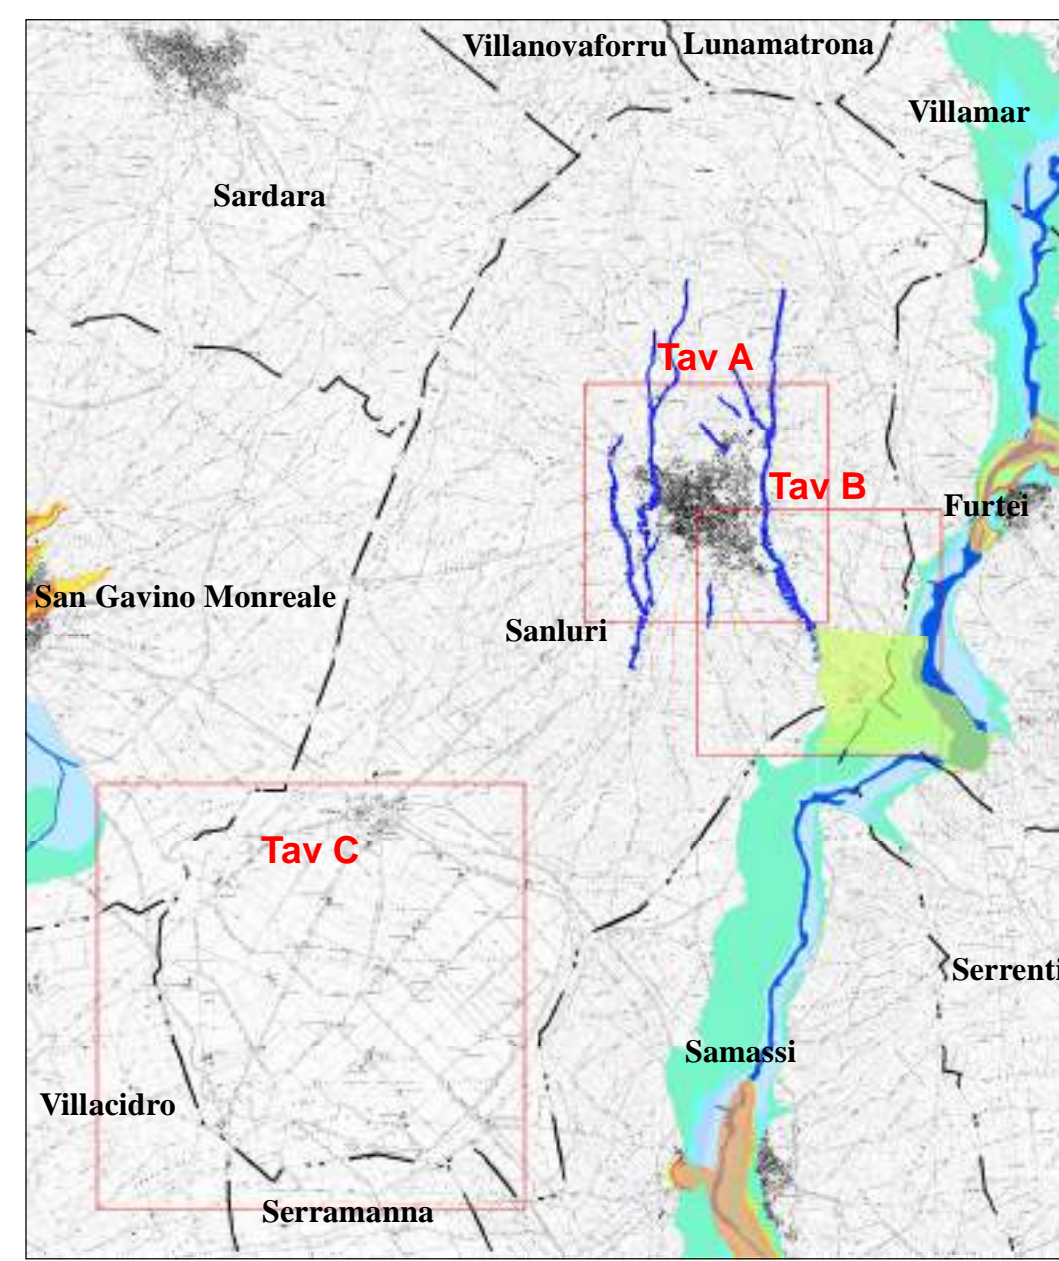 Villanovaforru
Lunamatrona
Villamar
Sardara
Tav A
Tav B
Furtei
San Gavino Monreale
Sanluri
Tav C
Serrenti
Samassi
Villacidro
Serramanna